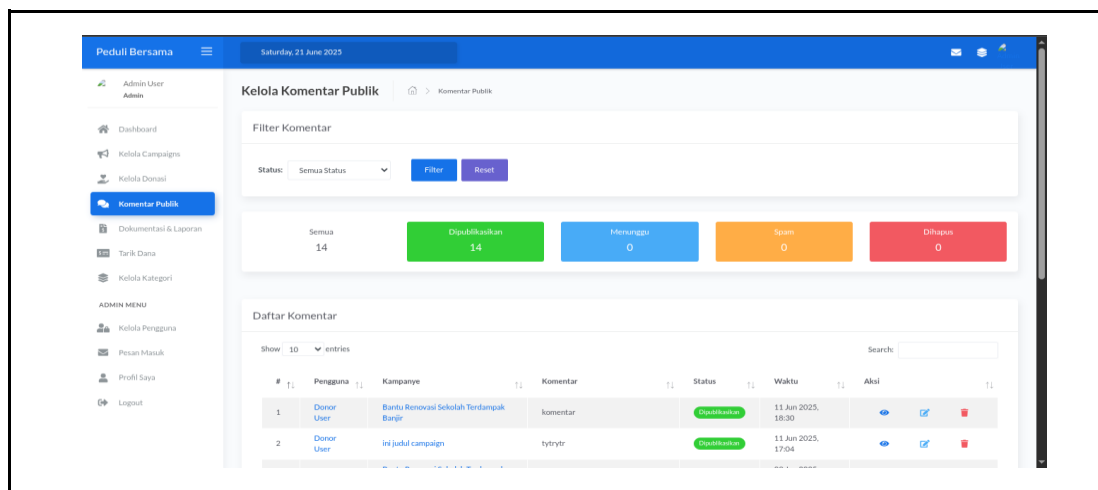 Peduli Bersama
Saturday, 21 June 2025
Admin User
Admin
Dashboard
Kelola Campaigns
Kelola Donasi
Komentar Publik
Dokumentasi & Laporan
Tarik Dana
Kelola Kategori
ADMIN MENU
Kelola Pengguna
Pesan Masuk
Profil Saya
Logout
Kelola Komentar Publik > Komentar Publik
Filter Komentar
Status: Semua Status Filter Reset
Semua Dipublikasikan Menunggu Spam Dihapus
14 14 0 0 0
Daftar Komentar
Show 10 entries Search:
# Pengguna Kampanye Komentar Status Waktu Aksi
1 Donor User Bantu Renovasi Sekolah Terdampak Banjir komentar Dipublikasikan 11 Jun 2025, 18:30
2 Donor User ini judul campaign tytrytr Dipublikasikan 11 Jun 2025, 17:04